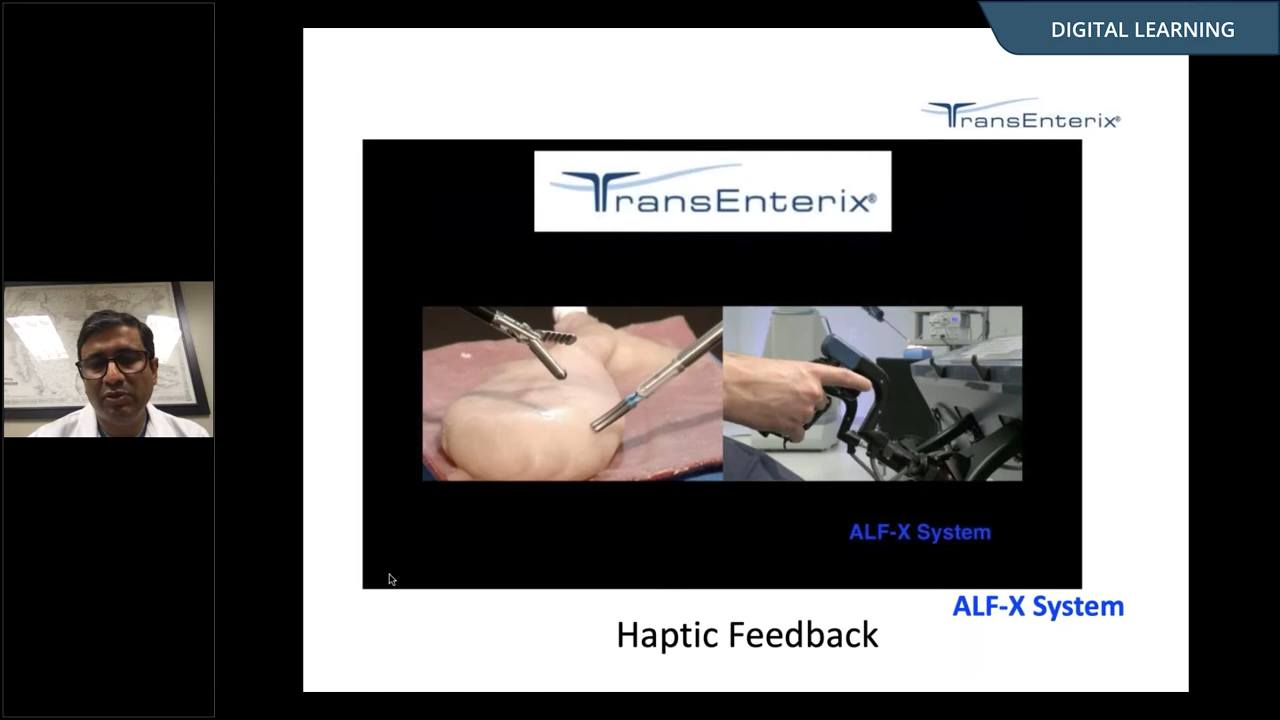 DIGITAL LEARNING
TransEnterix®
TransEnterix®
ALF-X System
ALF-X System
Haptic Feedback